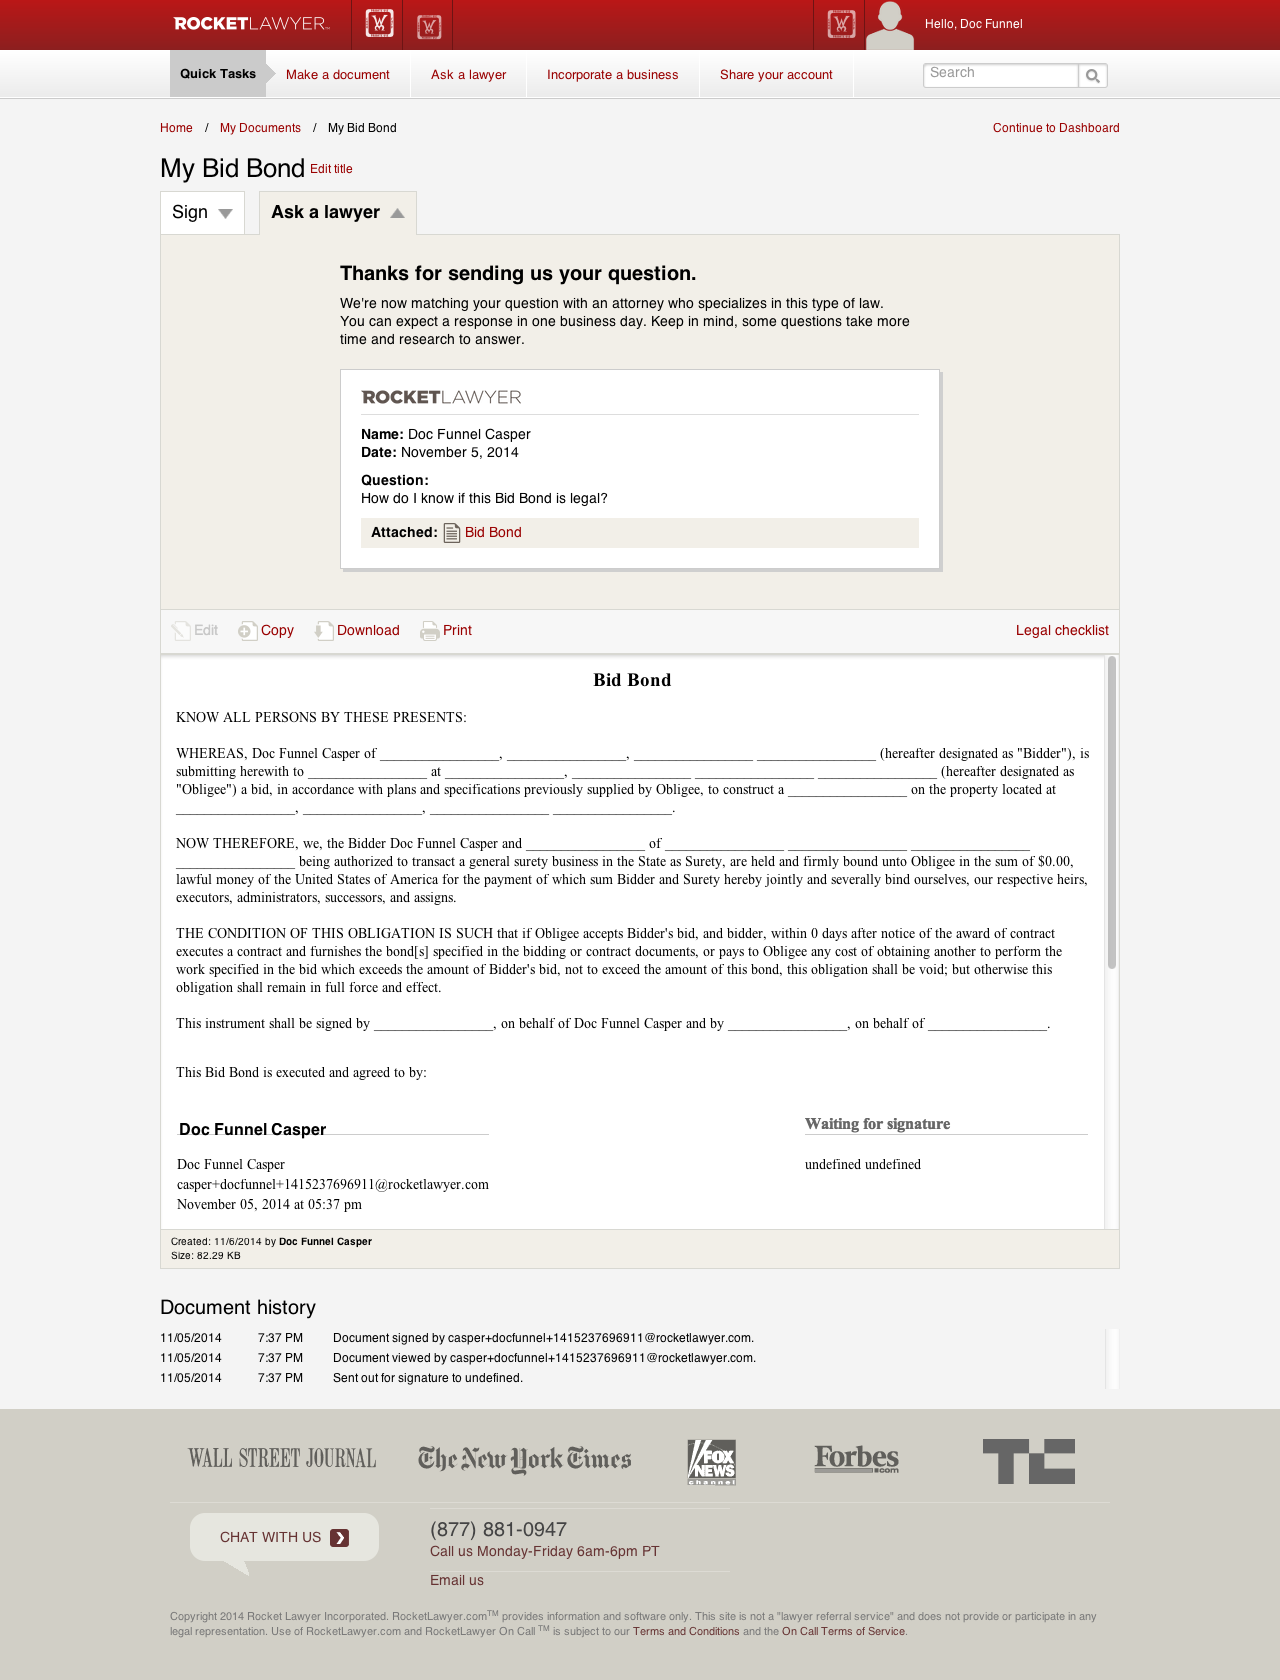 ROCKETLAWYER
Hello, Doc Funnel
Quick Tasks
Make a document
Ask a lawyer
Incorporate a business
Share your account
Search
Home / My Documents / My Bid Bond
Continue to Dashboard
My Bid Bond Edit title
Sign
Ask a lawyer
Thanks for sending us your question.
We're now matching your question with an attorney who specializes in this type of law.
You can expect a response in one business day. Keep in mind, some questions take more
time and research to answer.
ROCKETLAWYER
Name: Doc Funnel Casper
Date: November 5, 2014
Question:
How do I know if this Bid Bond is legal?
Attached: Bid Bond
Edit Copy Download Print
Legal checklist
Bid Bond
KNOW ALL PERSONS BY THESE PRESENTS:
WHEREAS, Doc Funnel Casper of _________________, _________________, _________________ _________________ (hereafter designated as "Bidder"), is
submitting herewith to _________________ at _________________, _________________ _________________ _________________ (hereafter designated as
"Obligee") a bid, in accordance with plans and specifications previously supplied by Obligee, to construct a _________________ on the property located at
_________________, _________________, _________________ _________________.
NOW THEREFORE, we, the Bidder Doc Funnel Casper and _________________ of _________________ _________________ _________________
_________________ being authorized to transact a general surety business in the State as Surety, are held and firmly bound unto Obligee in the sum of $0.00,
lawful money of the United States of America for the payment of which sum Bidder and Surety hereby jointly and severally bind ourselves, our respective heirs,
executors, administrators, successors, and assigns.
THE CONDITION OF THIS OBLIGATION IS SUCH that if Obligee accepts Bidder's bid, and bidder, within 0 days after notice of the award of contract
executes a contract and furnishes the bond[s] specified in the bidding or contract documents, or pays to Obligee any cost of obtaining another to perform the
work specified in the bid which exceeds the amount of Bidder's bid, not to exceed the amount of this bond, this obligation shall be void; but otherwise this
obligation shall remain in full force and effect.
This instrument shall be signed by _________________, on behalf of Doc Funnel Casper and by _________________, on behalf of _________________.
This Bid Bond is executed and agreed to by:
Doc Funnel Casper
Waiting for signature
Doc Funnel Casper
undefined undefined
casper+docfunnel+1415237696911@rocketlawyer.com
November 05, 2014 at 05:37 pm
Created: 11/6/2014 by Doc Funnel Casper
Size: 82.29 KB
Document history
11/05/2014 7:37 PM Document signed by casper+docfunnel+1415237696911@rocketlawyer.com.
11/05/2014 7:37 PM Document viewed by casper+docfunnel+1415237696911@rocketlawyer.com.
11/05/2014 7:37 PM Sent out for signature to undefined.
WALL STREET JOURNAL
The New York Times
FOX NEWS channel
Forbes.com
TC
CHAT WITH US
(877) 881-0947
Call us Monday-Friday 6am-6pm PT
Email us
Copyright 2014 Rocket Lawyer Incorporated. RocketLawyer.com™ provides information and software only. This site is not a "lawyer referral service" and does not provide or participate in any
legal representation. Use of RocketLawyer.com and RocketLawyer On Call ™ is subject to our Terms and Conditions and the On Call Terms of Service.